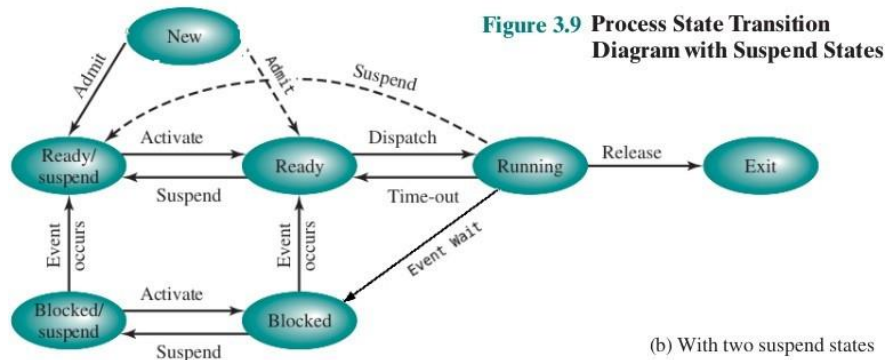 Figure 3.9 Process State Transition
Diagram with Suspend States
New
Admit
Admit
Suspend
Ready/
suspend
Activate
Suspend
Ready
Dispatch
Time-out
Running
Release
Exit
Event
occurs
Event
occurs
Event Wait
Blocked/
suspend
Activate
Suspend
Blocked
(b) With two suspend states